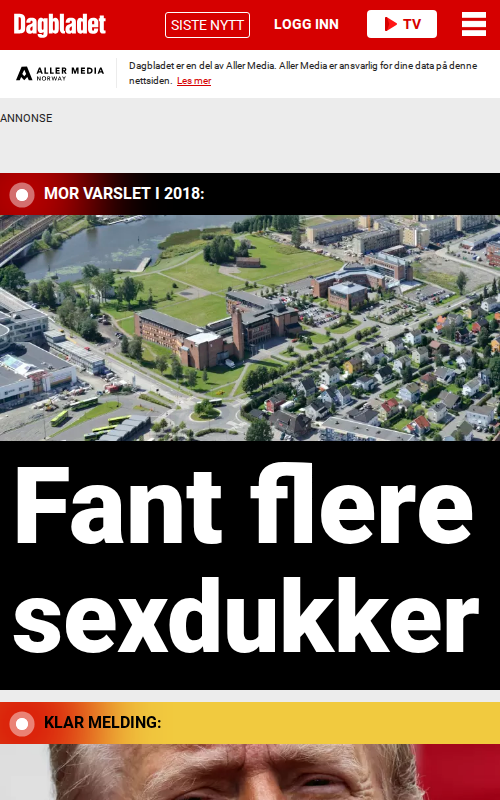 Dagbladet
SISTE NYTT
LOGG INN
TV
ALLER MEDIA
NORWAY
Dagbladet er en del av Aller Media. Aller Media er ansvarlig for dine data på denne
nettsiden. Les mer
ANNONSE
MOR VARSLET I 2018:
Fant flere
sexdukker
KLAR MELDING: